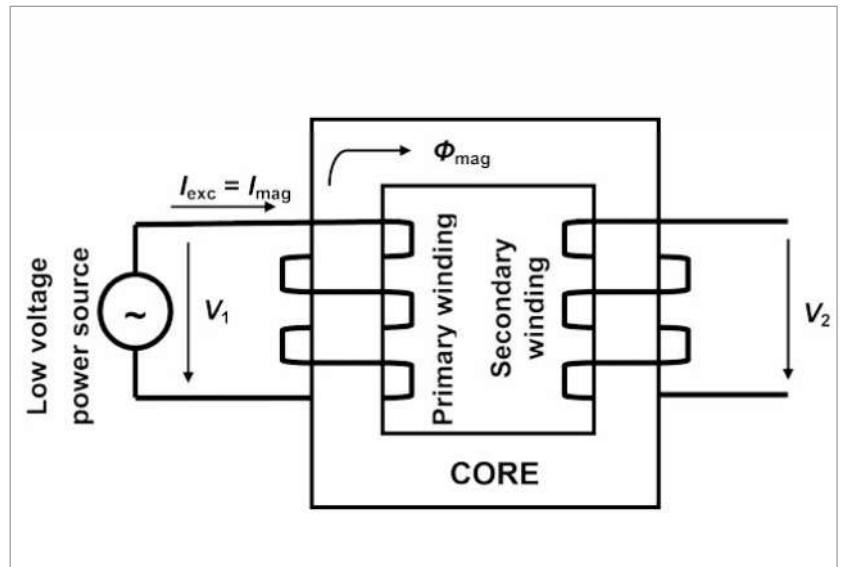 Φmag
Iexc = Imag
Low voltage
power source
~
V1
Primary winding
Secondary
winding
V2
CORE